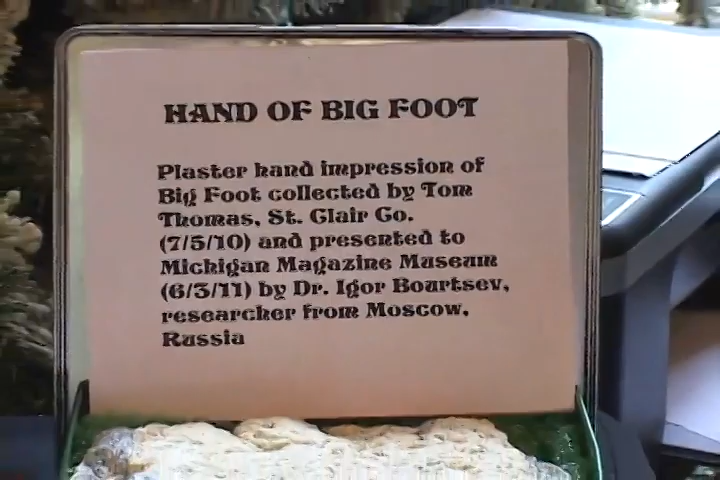 HAND OF BIG FOOT
Plaster hand impression of
Big Foot collected by Tom
Thomas, St. Clair Co.
(7/5/10) and presented to
Michigan Magazine Museum
(6/3/11) by Dr. Igor Bourtsev,
researcher from Moscow,
Russia